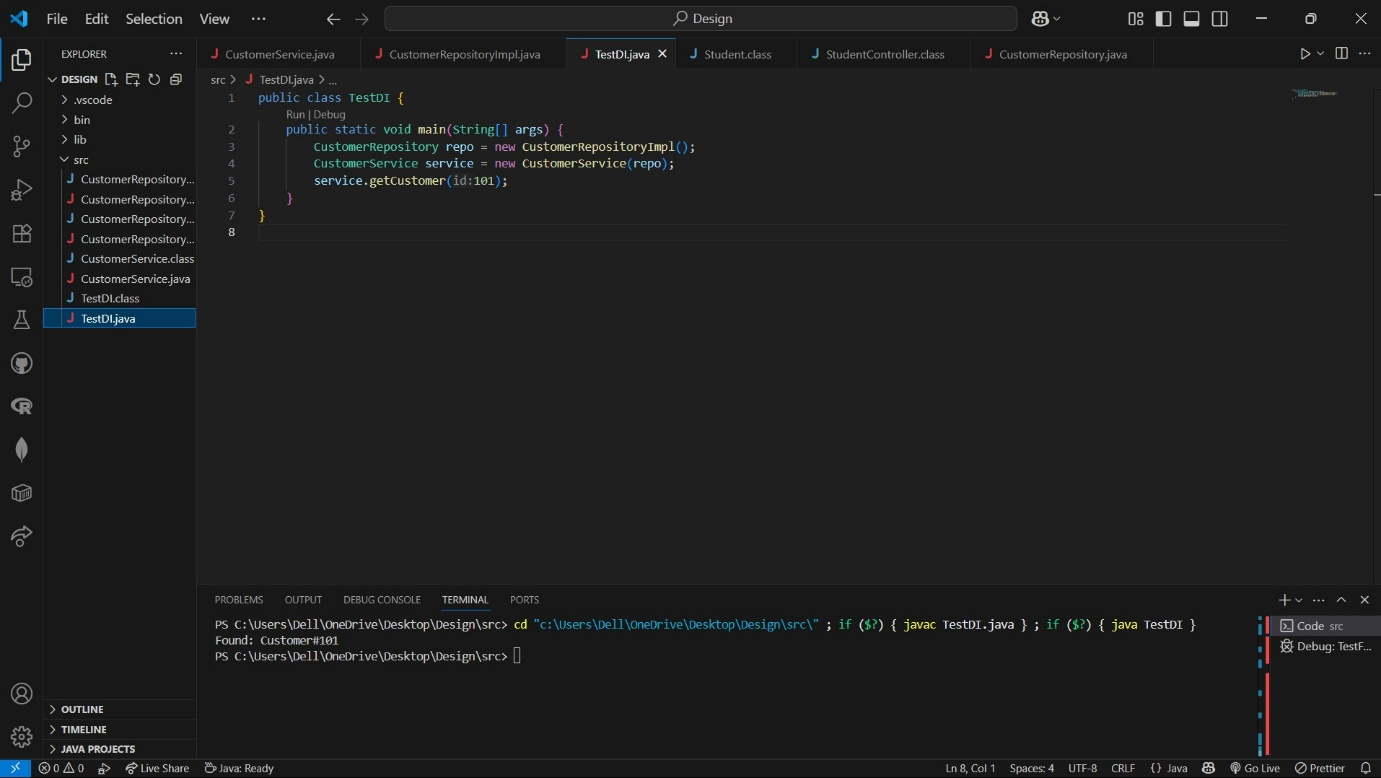 File Edit Selection View ··· Design
EXPLORER ···
DESIGN
.vscode
bin
lib
src
CustomerRepository...
CustomerRepository...
CustomerRepository...
CustomerRepository...
CustomerService.class
CustomerService.java
TestDI.class
TestDI.java
OUTLINE
TIMELINE
JAVA PROJECTS
CustomerService.java CustomerRepositoryImpl.java TestDI.java Student.class StudentController.class CustomerRepository.java
src > TestDI.java > ...
1 public class TestDI {
Run | Debug
2 public static void main(String[] args) {
3 CustomerRepository repo = new CustomerRepositoryImpl();
4 CustomerService service = new CustomerService(repo);
5 service.getCustomer(id:101);
6 }
7 }
8
PROBLEMS OUTPUT DEBUG CONSOLE TERMINAL PORTS
PS C:\Users\Dell\OneDrive\Desktop\Design\src> cd "c:\Users\Dell\OneDrive\Desktop\Design\src\" ; if ($?) { javac TestDI.java } ; if ($?) { java TestDI }
Found: Customer#101
PS C:\Users\Dell\OneDrive\Desktop\Design\src>
Code src
Debug: TestF...
0 0 Live Share Java: Ready Ln 8, Col 1 Spaces: 4 UTF-8 CRLF {} Java Go Live Prettier